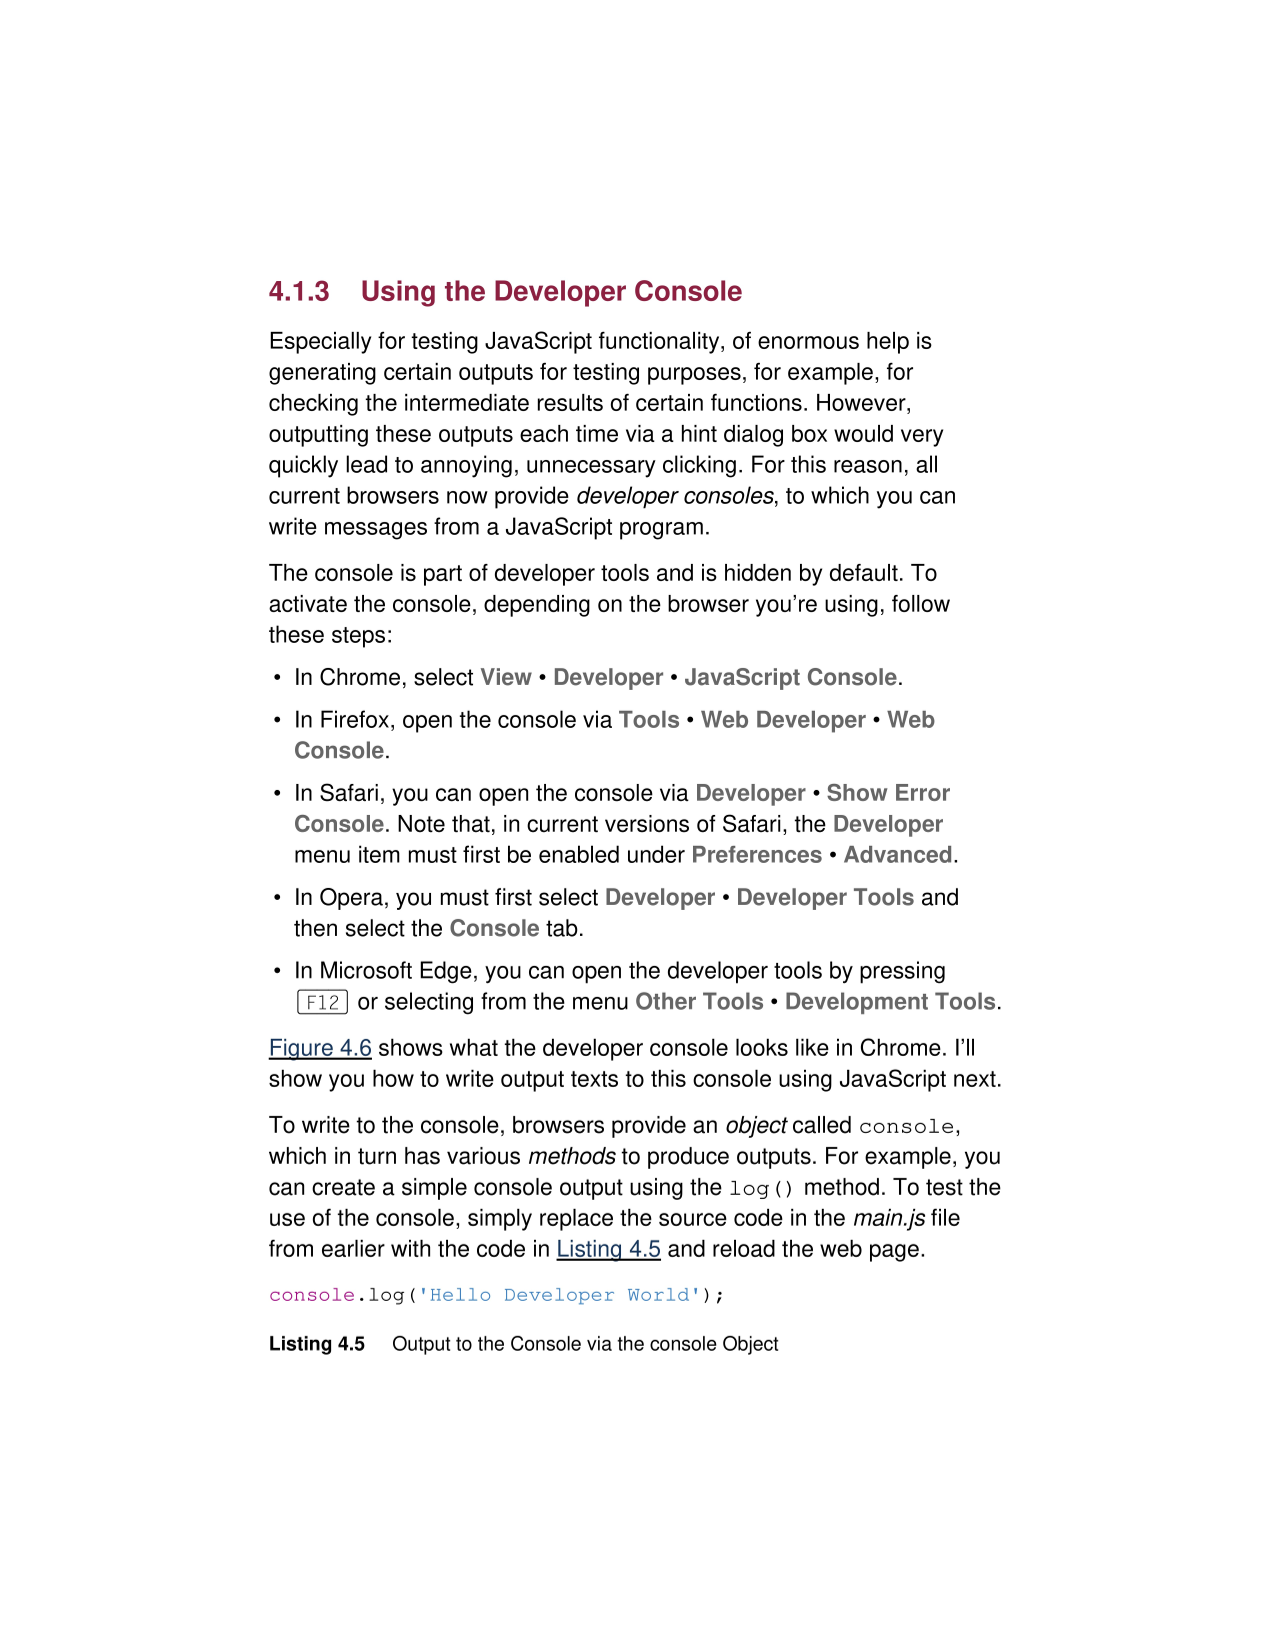 4.1.3 Using the Developer Console
Especially for testing JavaScript functionality, of enormous help is
generating certain outputs for testing purposes, for example, for
checking the intermediate results of certain functions. However,
outputting these outputs each time via a hint dialog box would very
quickly lead to annoying, unnecessary clicking. For this reason, all
current browsers now provide developer consoles, to which you can
write messages from a JavaScript program.
The console is part of developer tools and is hidden by default. To
activate the console, depending on the browser you’re using, follow
these steps:
• In Chrome, select View • Developer • JavaScript Console.
• In Firefox, open the console via Tools • Web Developer • Web
Console.
• In Safari, you can open the console via Developer • Show Error
Console. Note that, in current versions of Safari, the Developer
menu item must first be enabled under Preferences • Advanced.
• In Opera, you must first select Developer • Developer Tools and
then select the Console tab.
• In Microsoft Edge, you can open the developer tools by pressing
F12 or selecting from the menu Other Tools • Development Tools.
Figure 4.6 shows what the developer console looks like in Chrome. I’ll
show you how to write output texts to this console using JavaScript next.
To write to the console, browsers provide an object called console,
which in turn has various methods to produce outputs. For example, you
can create a simple console output using the log() method. To test the
use of the console, simply replace the source code in the main.js file
from earlier with the code in Listing 4.5 and reload the web page.
console.log('Hello Developer World');
Listing 4.5 Output to the Console via the console Object